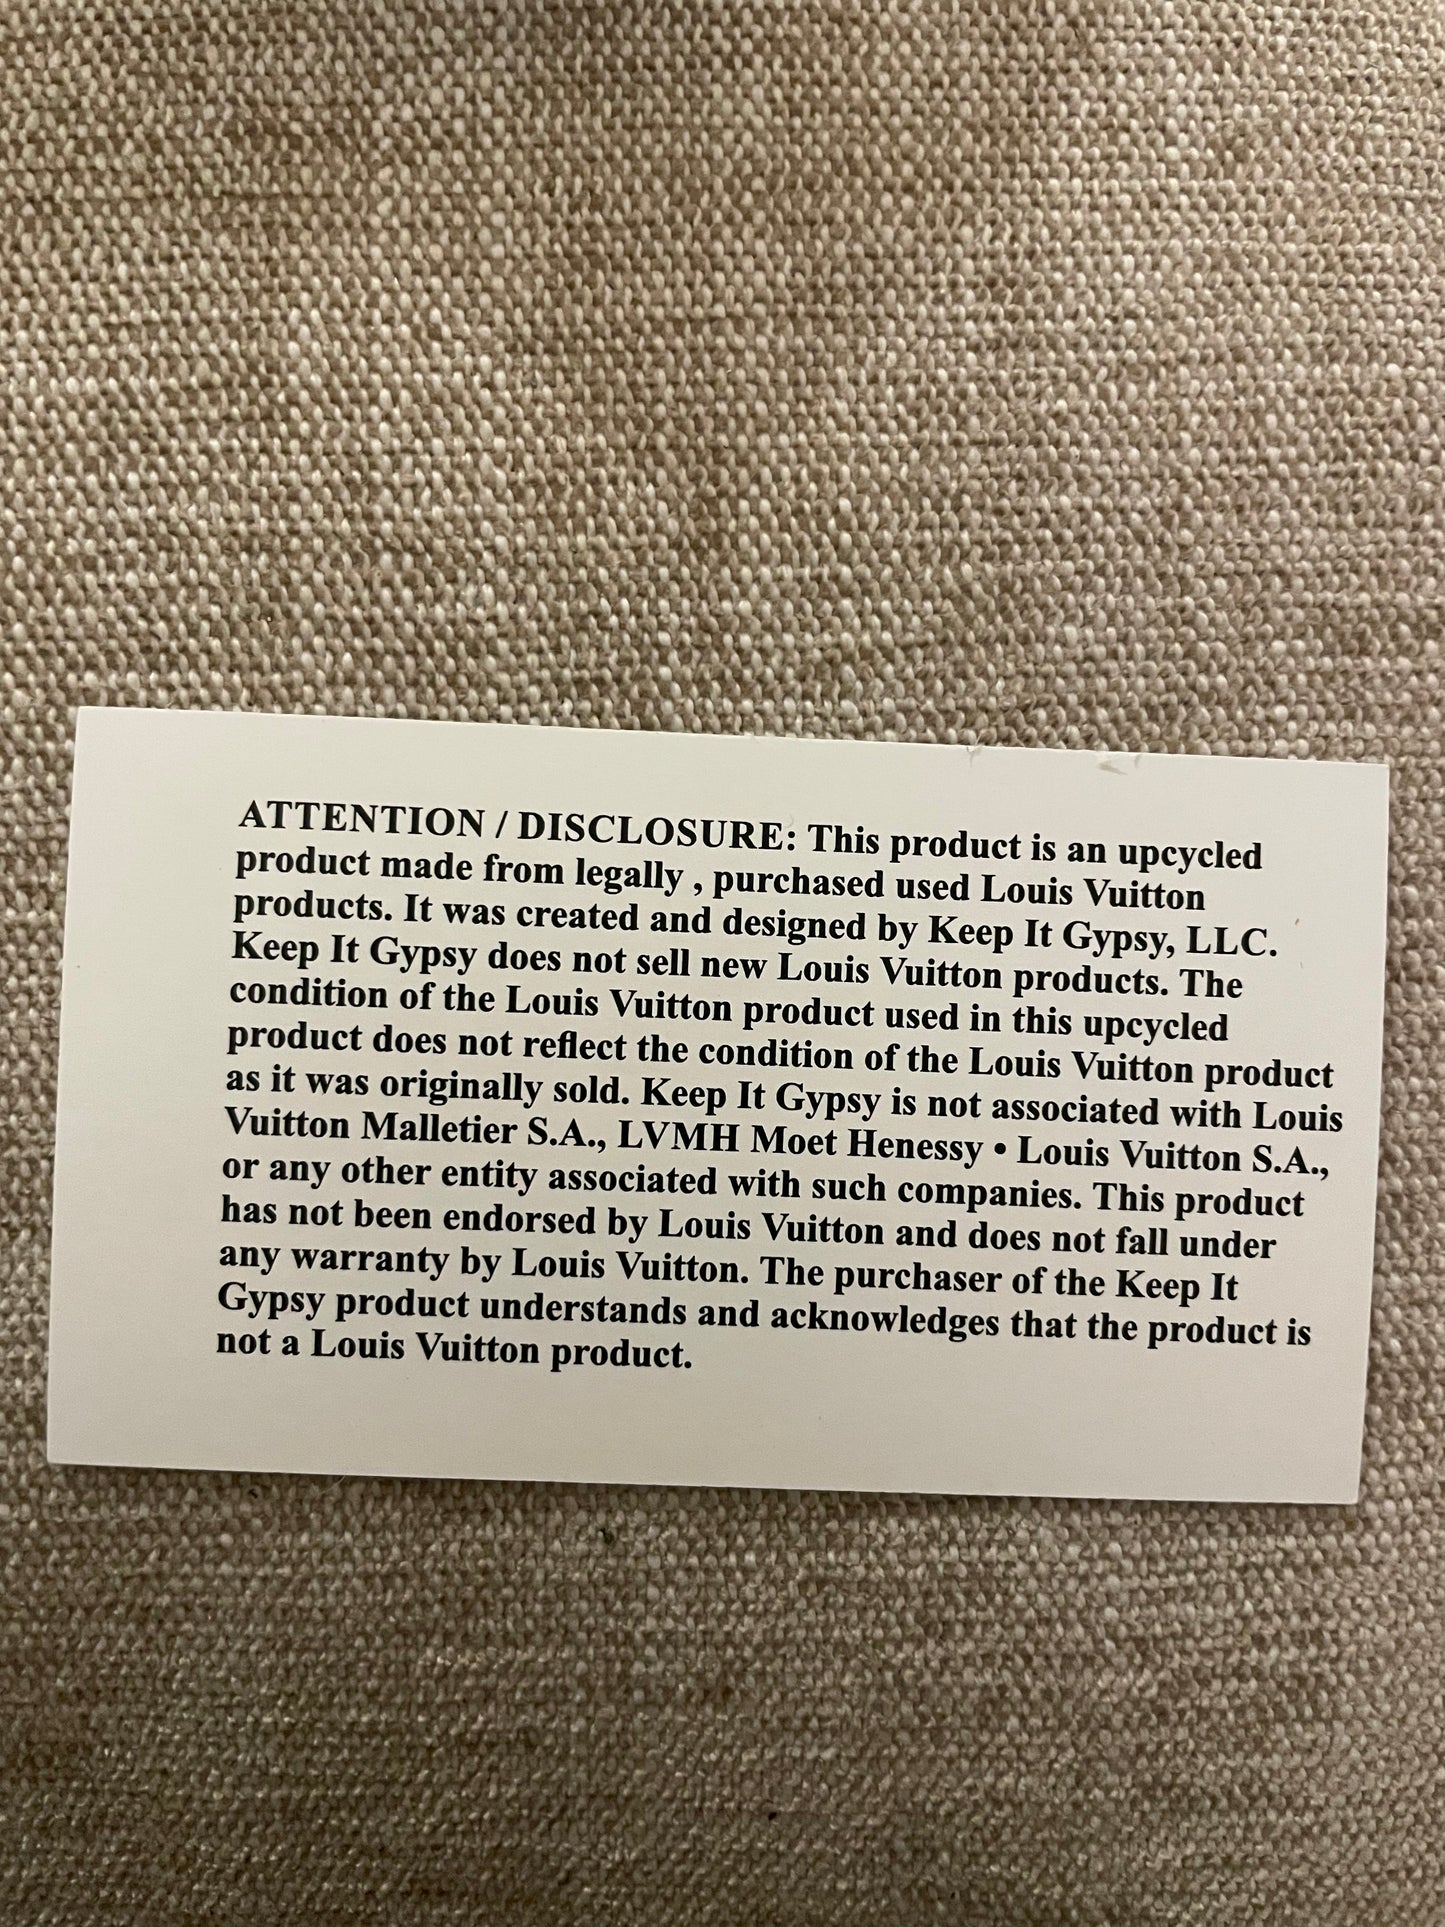 ATTENTION / DISCLOSURE: This product is an upcycled
product made from legally , purchased used Louis Vuitton
products. It was created and designed by Keep It Gypsy, LLC.
Keep It Gypsy does not sell new Louis Vuitton products. The
condition of the Louis Vuitton product used in this upcycled
product does not reflect the condition of the Louis Vuitton product
as it was originally sold. Keep It Gypsy is not associated with Louis
Vuitton Malletier S.A., LVMH Moet Henessy • Louis Vuitton S.A.,
or any other entity associated with such companies. This product
has not been endorsed by Louis Vuitton and does not fall under
any warranty by Louis Vuitton. The purchaser of the Keep It
Gypsy product understands and acknowledges that the product is
not a Louis Vuitton product.